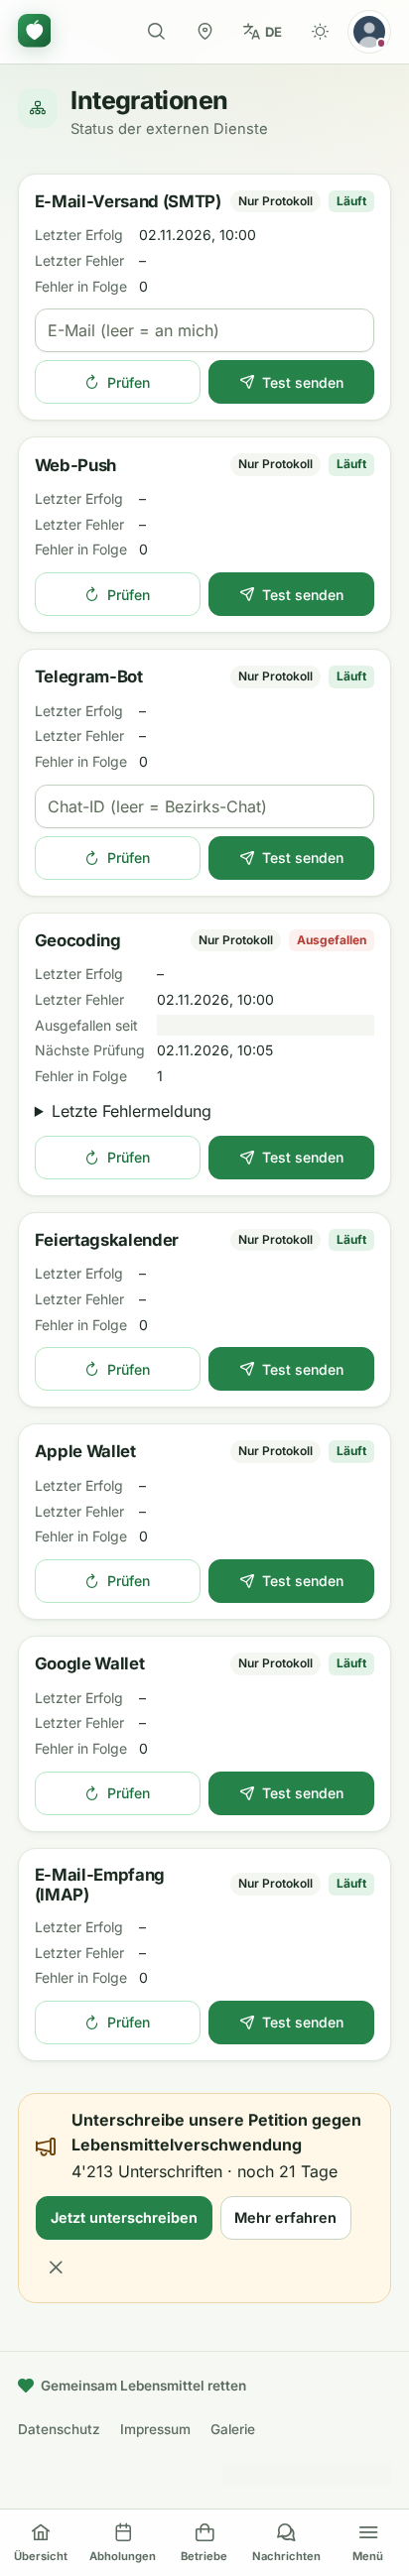 DE
Integrationen
Status der externen Dienste
E-Mail-Versand (SMTP) Nur Protokoll Läuft
Letzter Erfolg 02.11.2026, 10:00
Letzter Fehler –
Fehler in Folge 0
E-Mail (leer = an mich)
Prüfen Test senden
Web-Push Nur Protokoll Läuft
Letzter Erfolg –
Letzter Fehler –
Fehler in Folge 0
Prüfen Test senden
Telegram-Bot Nur Protokoll Läuft
Letzter Erfolg –
Letzter Fehler –
Fehler in Folge 0
Chat-ID (leer = Bezirks-Chat)
Prüfen Test senden
Geocoding Nur Protokoll Ausgefallen
Letzter Erfolg –
Letzter Fehler 02.11.2026, 10:00
Ausgefallen seit
Nächste Prüfung 02.11.2026, 10:05
Fehler in Folge 1
Letzte Fehlermeldung
Prüfen Test senden
Feiertagskalender Nur Protokoll Läuft
Letzter Erfolg –
Letzter Fehler –
Fehler in Folge 0
Prüfen Test senden
Apple Wallet Nur Protokoll Läuft
Letzter Erfolg –
Letzter Fehler –
Fehler in Folge 0
Prüfen Test senden
Google Wallet Nur Protokoll Läuft
Letzter Erfolg –
Letzter Fehler –
Fehler in Folge 0
Prüfen Test senden
E-Mail-Empfang
(IMAP) Nur Protokoll Läuft
Letzter Erfolg –
Letzter Fehler –
Fehler in Folge 0
Prüfen Test senden
Unterschreibe unsere Petition gegen
Lebensmittelverschwendung
4'213 Unterschriften · noch 21 Tage
Jetzt unterschreiben Mehr erfahren
Gemeinsam Lebensmittel retten
Datenschutz Impressum Galerie
Übersicht Abholungen Betriebe Nachrichten Menü